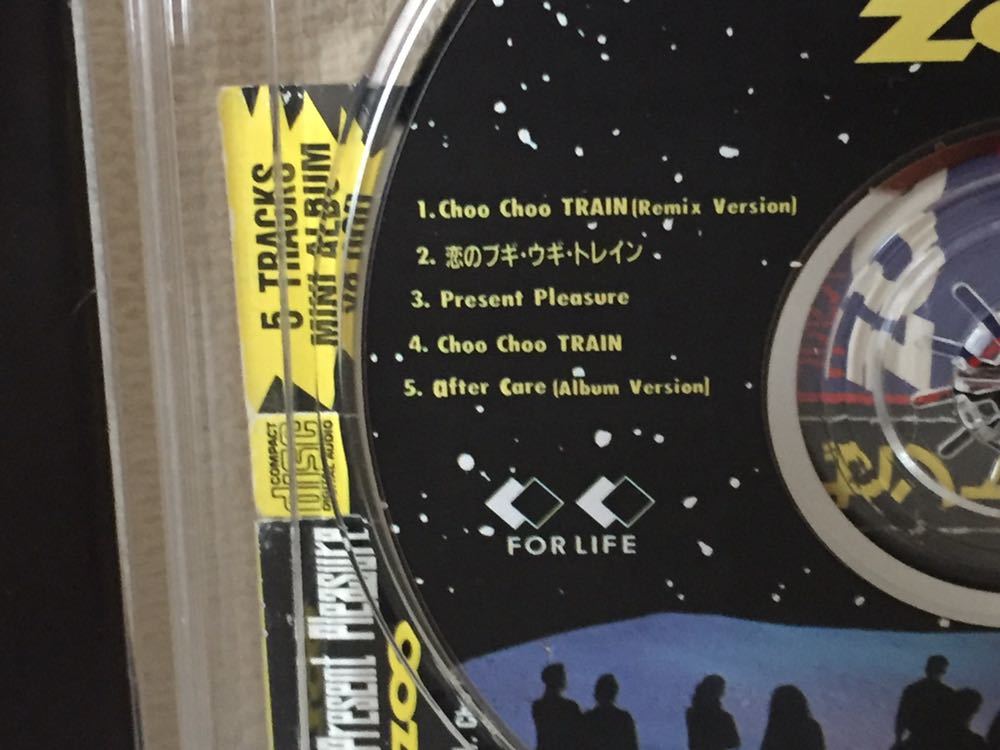 5 TRACKS
MINI ALBUM
COMPACT
disc
DIGITAL AUDIO
Present Pleasure
ZOO
1. Choo Choo TRAIN (Remix Version)
2. 恋のブギ・ウギ・トレイン
3. Present Pleasure
4. Choo Choo TRAIN
5. after Care (Album Version)
FOR LIFE